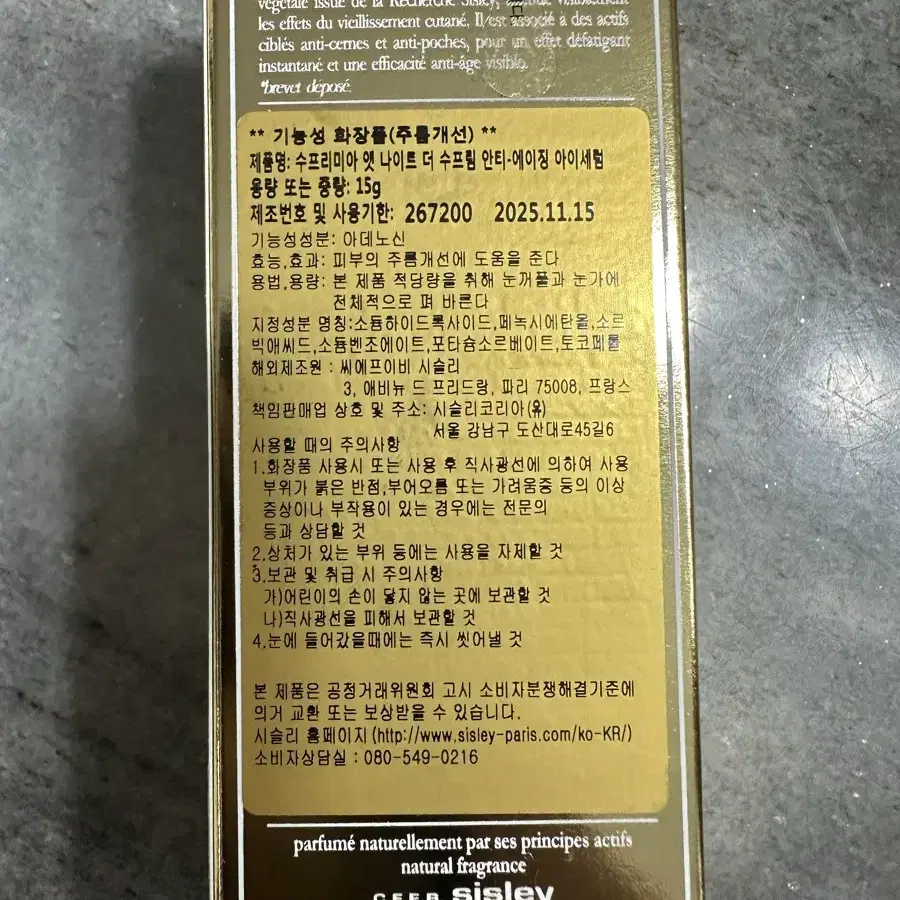 végétale issue de la Recherche Sisley, visiblement
les effets du vieillissement cutané. Il est associé à des actifs
ciblés anti-cernes et anti-poches, pour un effet défatigant
instantané et une efficacité anti-âge visible.
*brevet déposé.
** 기능성 화장품(주름개선) **
제품명: 수프리미아 앳 나이트 더 수프림 안티-에이징 아이세럼
용량 또는 중량: 15g
제조번호 및 사용기한: 267200 2025.11.15
기능성성분: 아데노신
효능,효과: 피부의 주름개선에 도움을 준다
용법,용량: 본 제품 적당량을 취해 눈꺼풀과 눈가에
전체적으로 펴 바른다
지정성분 명칭:소듐하이드록사이드,페녹시에탄올,소르
빅애씨드,소듐벤조에이트,포타슘소르베이트,토코페롤
해외제조원 : 씨에프이비 시슬리
3, 애비뉴 드 프리드랑, 파리 75008, 프랑스
책임판매업 상호 및 주소: 시슬리코리아(유)
서울 강남구 도산대로45길6
사용할 때의 주의사항
1.화장품 사용시 또는 사용 후 직사광선에 의하여 사용
부위가 붉은 반점,부어오름 또는 가려움증 등의 이상
증상이나 부작용이 있는 경우에는 전문의
등과 상담할 것
2.상처가 있는 부위 등에는 사용을 자제할 것
3.보관 및 취급 시 주의사항
가)어린이의 손이 닿지 않는 곳에 보관할 것
나)직사광선을 피해서 보관할 것
4.눈에 들어갔을때에는 즉시 씻어낼 것
본 제품은 공정거래위원회 고시 소비자분쟁해결기준에
의거 교환 또는 보상받을 수 있습니다.
시슬리 홈페이지(http://www.sisley-paris.com/ko-KR/)
소비자상담실 : 080-549-0216
parfumé naturellement par ses principes actifs
natural fragrance
CFEB sisley